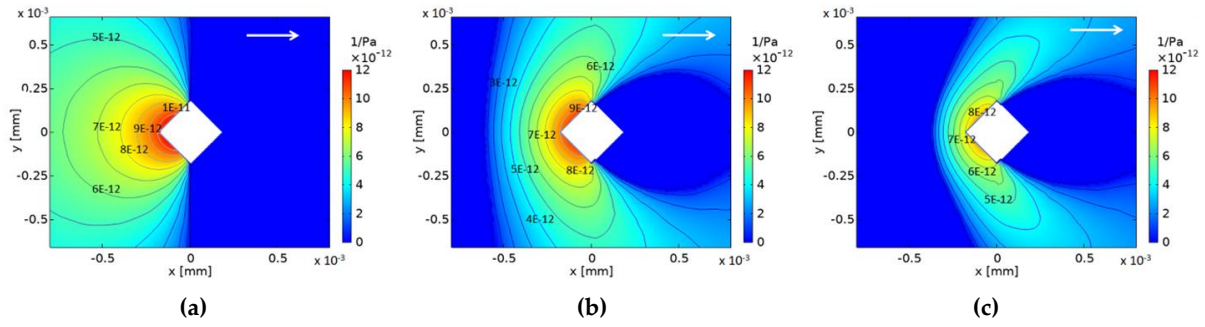 x 10⁻³
1/Pa
×10⁻¹²
0.5
0.25
0
-0.25
-0.5
y [mm]
5E-12
1E-11
7E-12
9E-12
8E-12
6E-12
12
10
8
6
4
2
0
-0.5
0
0.5
x 10⁻³
x [mm]
(a)
x 10⁻³
1/Pa
×10⁻¹²
0.5
0.25
0
-0.25
-0.5
y [mm]
3E-12
6E-12
9E-12
7E-12
5E-12
8E-12
4E-12
12
10
8
6
4
2
0
-0.5
0
0.5
x 10⁻³
x [mm]
(b)
x 10⁻³
1/Pa
×10⁻¹²
0.5
0.25
0
-0.25
-0.5
y [mm]
8E-12
7E-12
6E-12
5E-12
12
10
8
6
4
2
0
-0.5
0
0.5
x 10⁻³
x [mm]
(c)